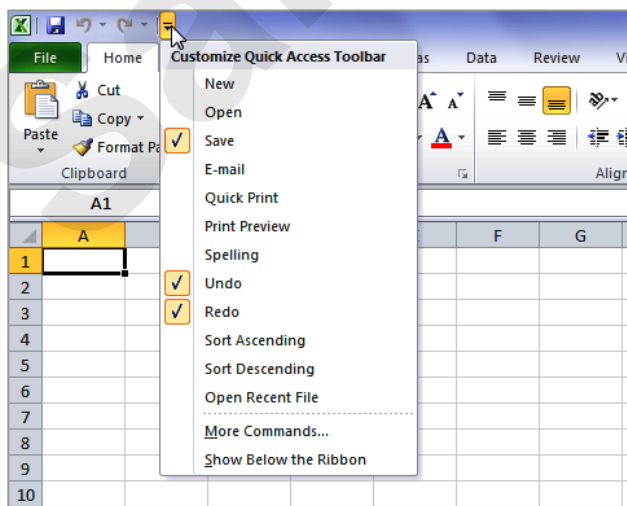 File Home Customize Quick Access Toolbar as Data Review
New
Cut
Open
Copy
Paste
Save
Format Pa
E-mail
Clipboard
Quick Print
A1
Print Preview
A F G
Spelling
1
Undo
2
Redo
3
Sort Ascending
4
Sort Descending
5
Open Recent File
6
7
More Commands...
8
Show Below the Ribbon
9
10
Alig